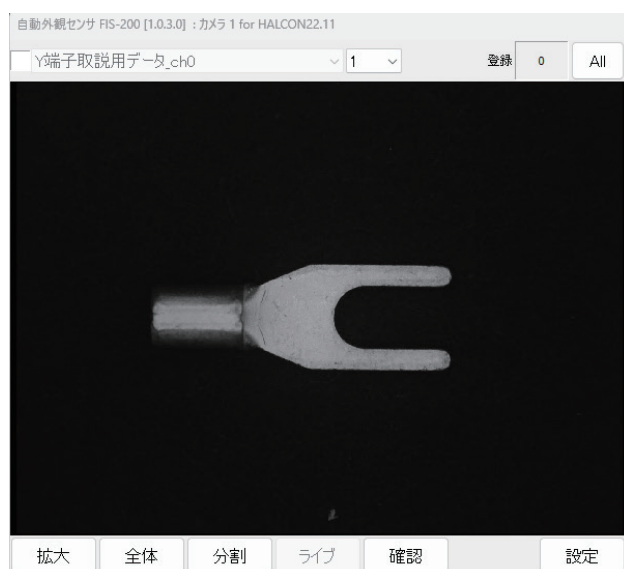 自動外観センサ FIS-200 [1.0.3.0] : カメラ 1 for HALCON22.11
Y端子取説用データ_ch0 1 登録 0 All
拡大 全体 分割 ライブ 確認 設定